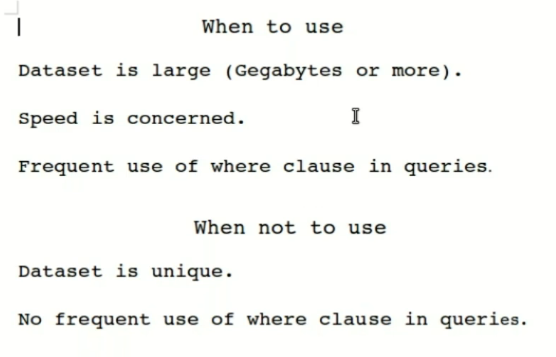 When to use
Dataset is large (Gegabytes or more).
Speed is concerned.
Frequent use of where clause in queries.
When not to use
Dataset is unique.
No frequent use of where clause in queries.